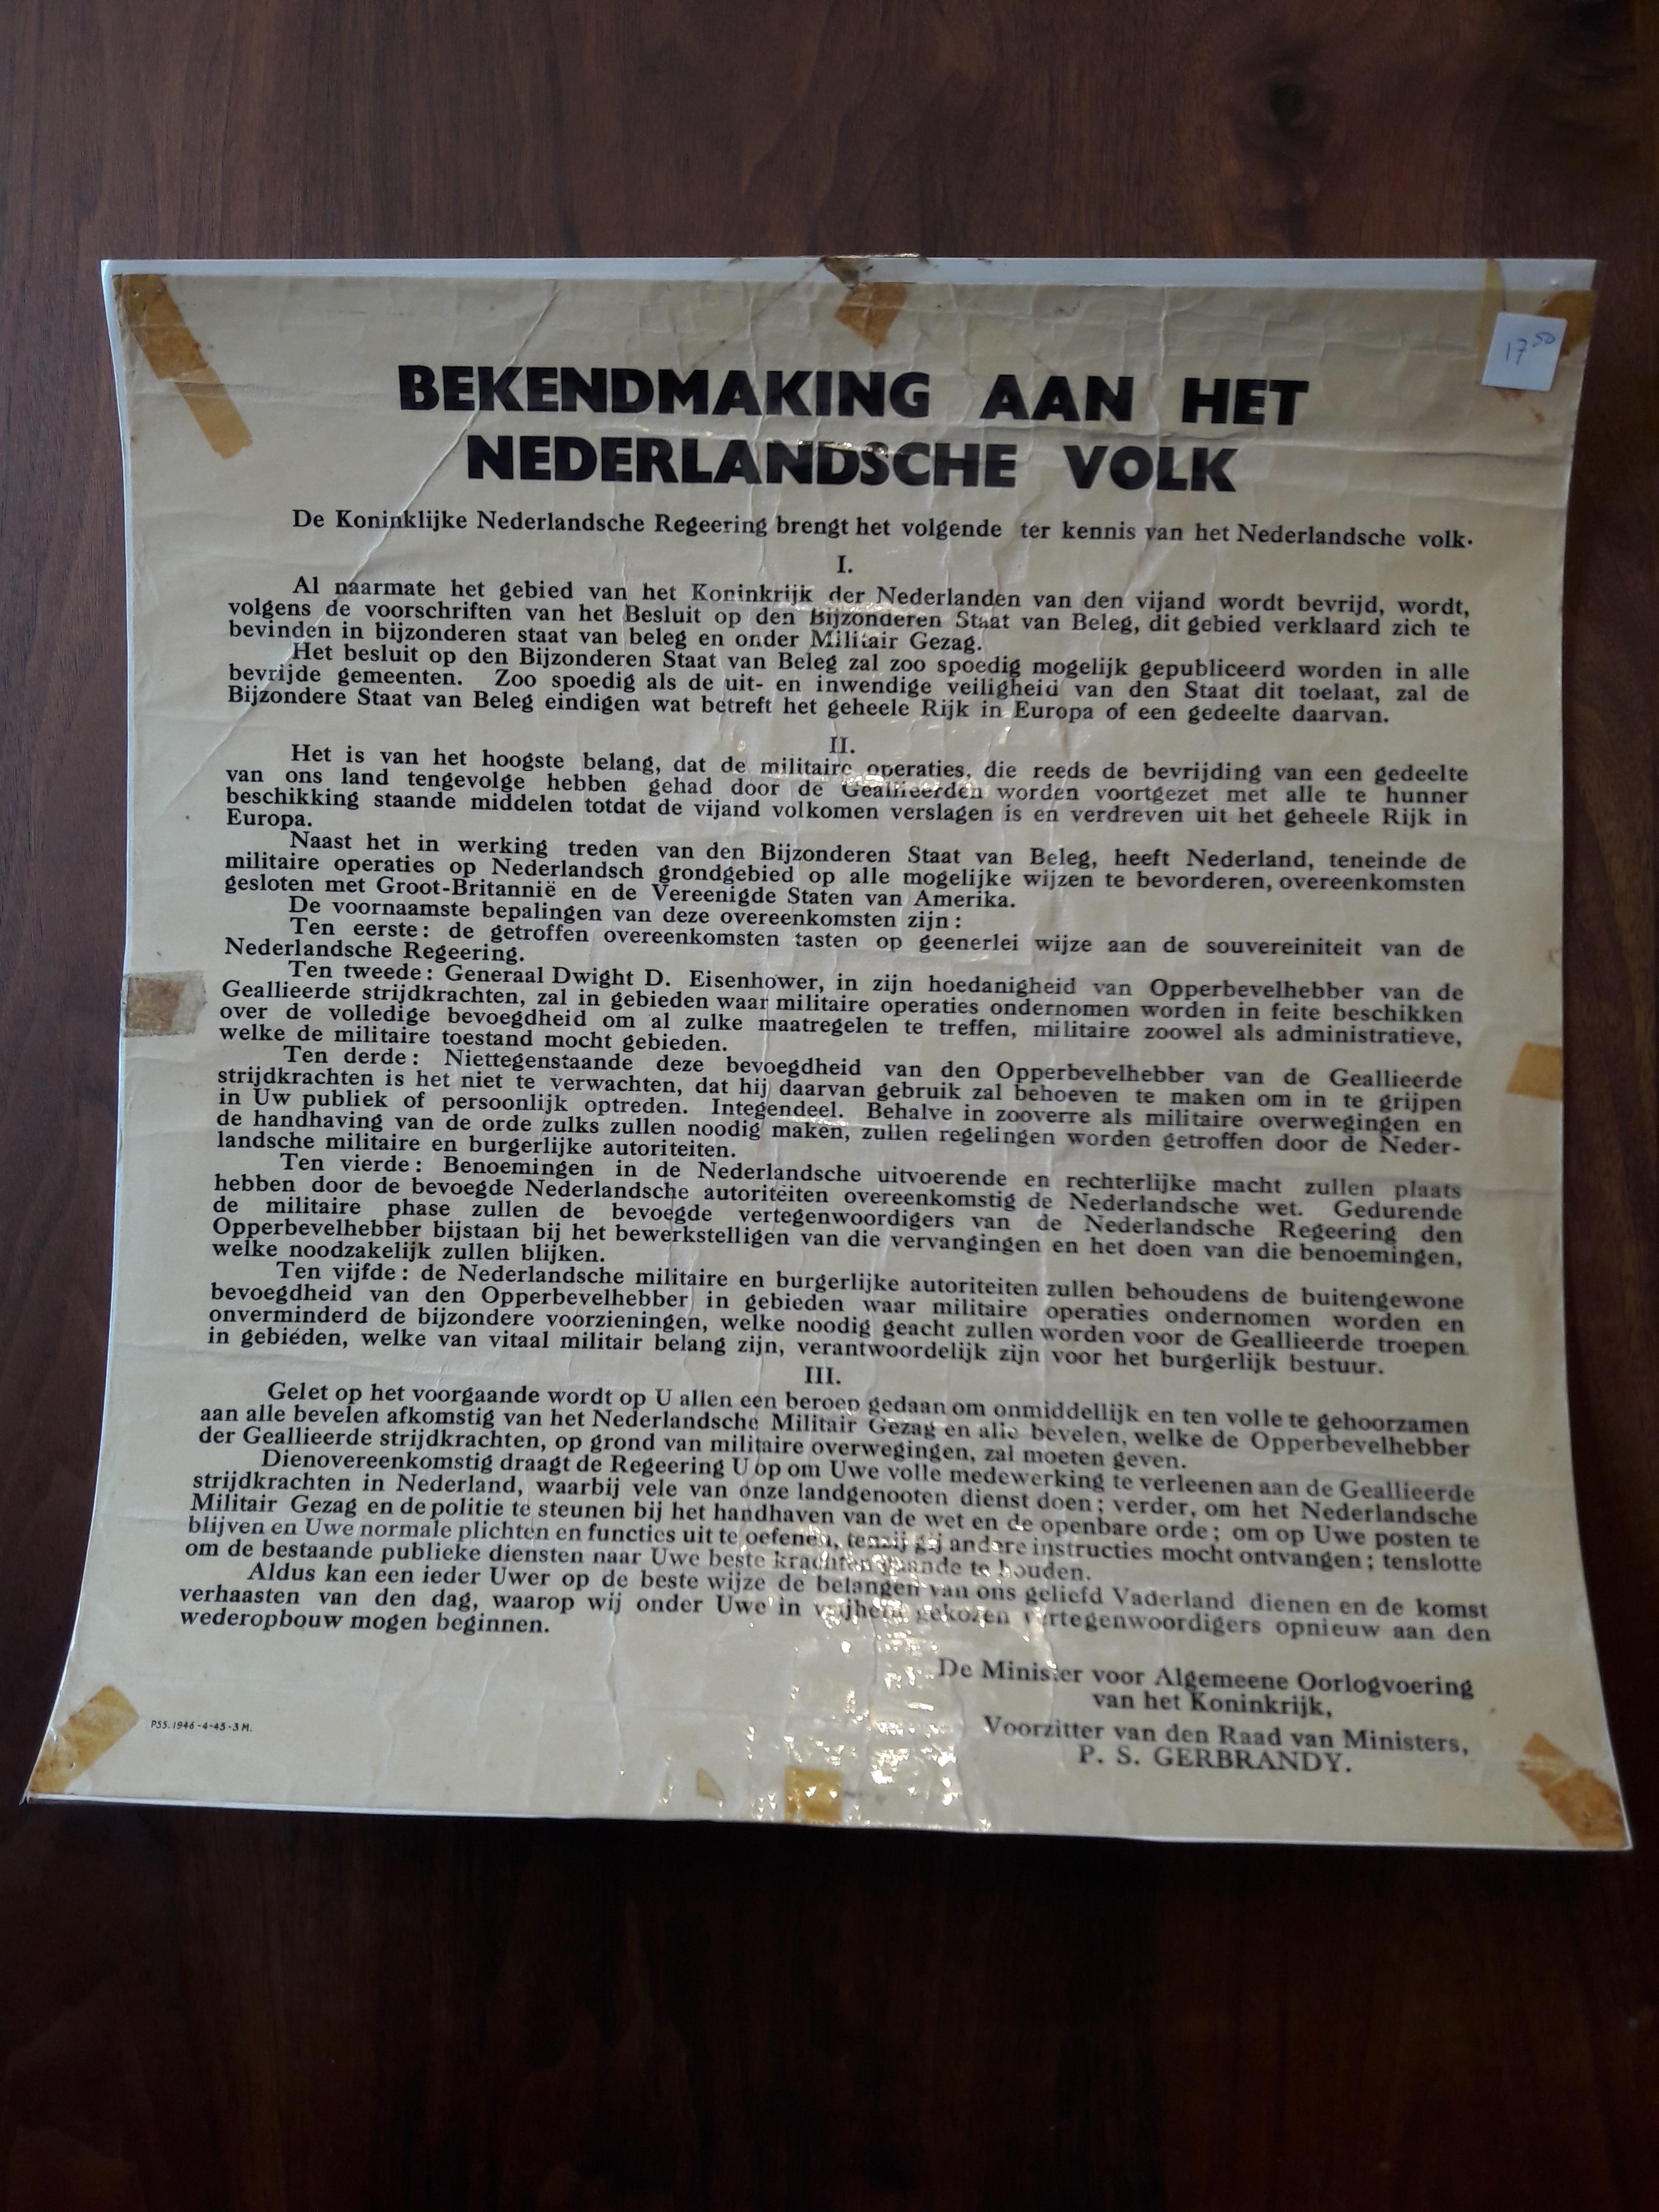 17 50
BEKENDMAKING AAN HET
NEDERLANDSCHE VOLK
De Koninklijke Nederlandsche Regeering brengt het volgende ter kennis van het Nederlandsche volk.
I.
Al naarmate het gebied van het Koninkrijk der Nederlanden van den vijand wordt bevrijd, wordt,
volgens de voorschriften van het Besluit op den Bijzonderen Staat van Beleg, dit gebied verklaard zich te
bevinden in bijzonderen staat van beleg en onder Militair Gezag.
Het besluit op den Bijzonderen Staat van Beleg zal zoo spoedig mogelijk gepubliceerd worden in alle
bevrijde gemeenten. Zoo spoedig als de uit- en inwendige veiligheid van den Staat dit toelaat, zal de
Bijzondere Staat van Beleg eindigen wat betreft het geheele Rijk in Europa of een gedeelte daarvan.
II.
Het is van het hoogste belang, dat de militaire operaties, die reeds de bevrijding van een gedeelte
van ons land tengevolge hebben gehad door de Geallieerden worden voortgezet met alle te hunner
beschikking staande middelen totdat de vijand volkomen verslagen is en verdreven uit het geheele Rijk in
Europa.
Naast het in werking treden van den Bijzonderen Staat van Beleg, heeft Nederland, teneinde de
militaire operaties op Nederlandsch grondgebied op alle mogelijke wijzen te bevorderen, overeenkomsten
gesloten met Groot-Britannië en de Vereenigde Staten van Amerika.
De voornaamste bepalingen van deze overeenkomsten zijn :
Ten eerste : de getroffen overeenkomsten tasten op geenerlei wijze aan de souvereiniteit van de
Nederlandsche Regeering.
Ten tweede : Generaal Dwight D. Eisenhower, in zijn hoedanigheid van Opperbevelhebber van de
Geallieerde strijdkrachten, zal in gebieden waar militaire operaties ondernomen worden in feite beschikken
over de volledige bevoegdheid om al zulke maatregelen te treffen, militaire zoowel als administratieve,
welke de militaire toestand mocht gebieden.
Ten derde : Niettegenstaande deze bevoegdheid van den Opperbevelhebber van de Geallieerde
strijdkrachten is het niet te verwachten, dat hij daarvan gebruik zal behoeven te maken om in te grijpen
in Uw publiek of persoonlijk optreden. Integendeel. Behalve in zooverre als militaire overwegingen en
de handhaving van de orde zulks zullen noodig maken, zullen regelingen worden getroffen door de Neder-
landsche militaire en burgerlijke autoriteiten.
Ten vierde : Benoemingen in de Nederlandsche uitvoerende en rechterlijke macht zullen plaats
hebben door de bevoegde Nederlandsche autoriteiten overeenkomstig de Nederlandsche wet. Gedurende
de militaire phase zullen de bevoegde vertegenwoordigers van de Nederlandsche Regeering den
Opperbevelhebber bijstaan bij het bewerkstelligen van die vervangingen en het doen van die benoemingen,
welke noodzakelijk zullen blijken.
Ten vijfde : de Nederlandsche militaire en burgerlijke autoriteiten zullen behoudens de buitengewone
bevoegdheid van den Opperbevelhebber in gebieden waar militaire operaties ondernomen worden en
onverminderd de bijzondere voorzieningen, welke noodig geacht zullen worden voor de Geallieerde troepen
in gebieden, welke van vitaal militair belang zijn, verantwoordelijk zijn voor het burgerlijk bestuur.
III.
Gelet op het voorgaande wordt op U allen een beroep gedaan om onmiddellijk en ten volle te gehoorzamen
aan alle bevelen afkomstig van het Nederlandsche Militair Gezag en alle bevelen, welke de Opperbevelhebber
der Geallieerde strijdkrachten, op grond van militaire overwegingen, zal moeten geven.
Dienovereenkomstig draagt de Regeering U op om Uwe volle medewerking te verleenen aan de Geallieerde
strijdkrachten in Nederland, waarbij vele van onze landgenooten dienst doen ; verder, om het Nederlandsche
Militair Gezag en de politie te steunen bij het handhaven van de wet en de openbare orde ; om op Uwe posten te
blijven en Uwe normale plichten en functies uit te oefenen, tenzij gij andere instructies mocht ontvangen ; tenslotte
om de bestaande publieke diensten naar Uwe beste krachten gaande te houden.
Aldus kan een ieder Uwer op de beste wijze de belangen van ons geliefd Vaderland dienen en de komst
verhaasten van den dag, waarop wij onder Uwe in vrijheid gekozen vertegenwoordigers opnieuw aan den
wederopbouw mogen beginnen.
De Minister voor Algemeene Oorlogvoering
van het Koninkrijk,
Voorzitter van den Raad van Ministers,
P. S. GERBRANDY.
P55.1946-4-45-3 M.